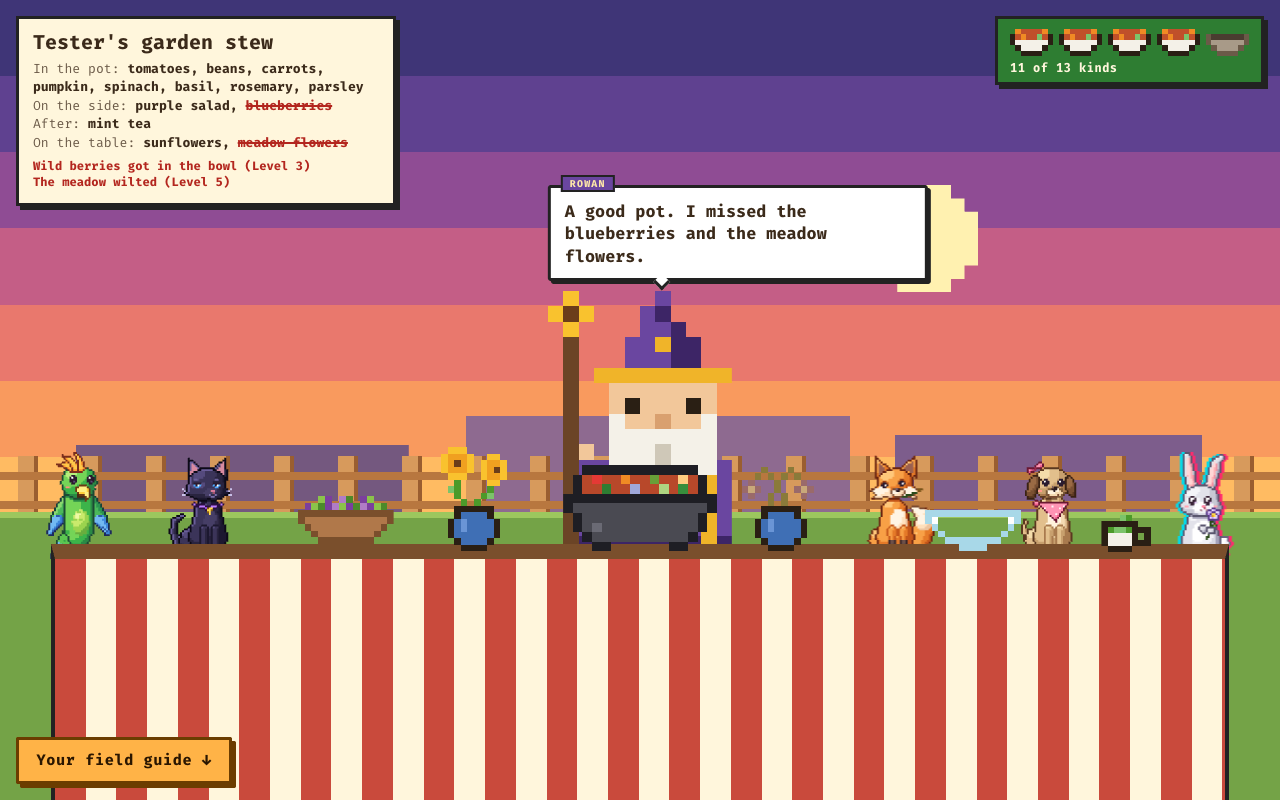 Tester's garden stew
In the pot: tomatoes, beans, carrots,
pumpkin, spinach, basil, rosemary, parsley
On the side: purple salad, blueberries
After: mint tea
On the table: sunflowers, meadow flowers
Wild berries got in the bowl (Level 3)
The meadow wilted (Level 5)
11 of 13 kinds
ROWAN
A good pot. I missed the
blueberries and the meadow
flowers.
Your field guide ↓